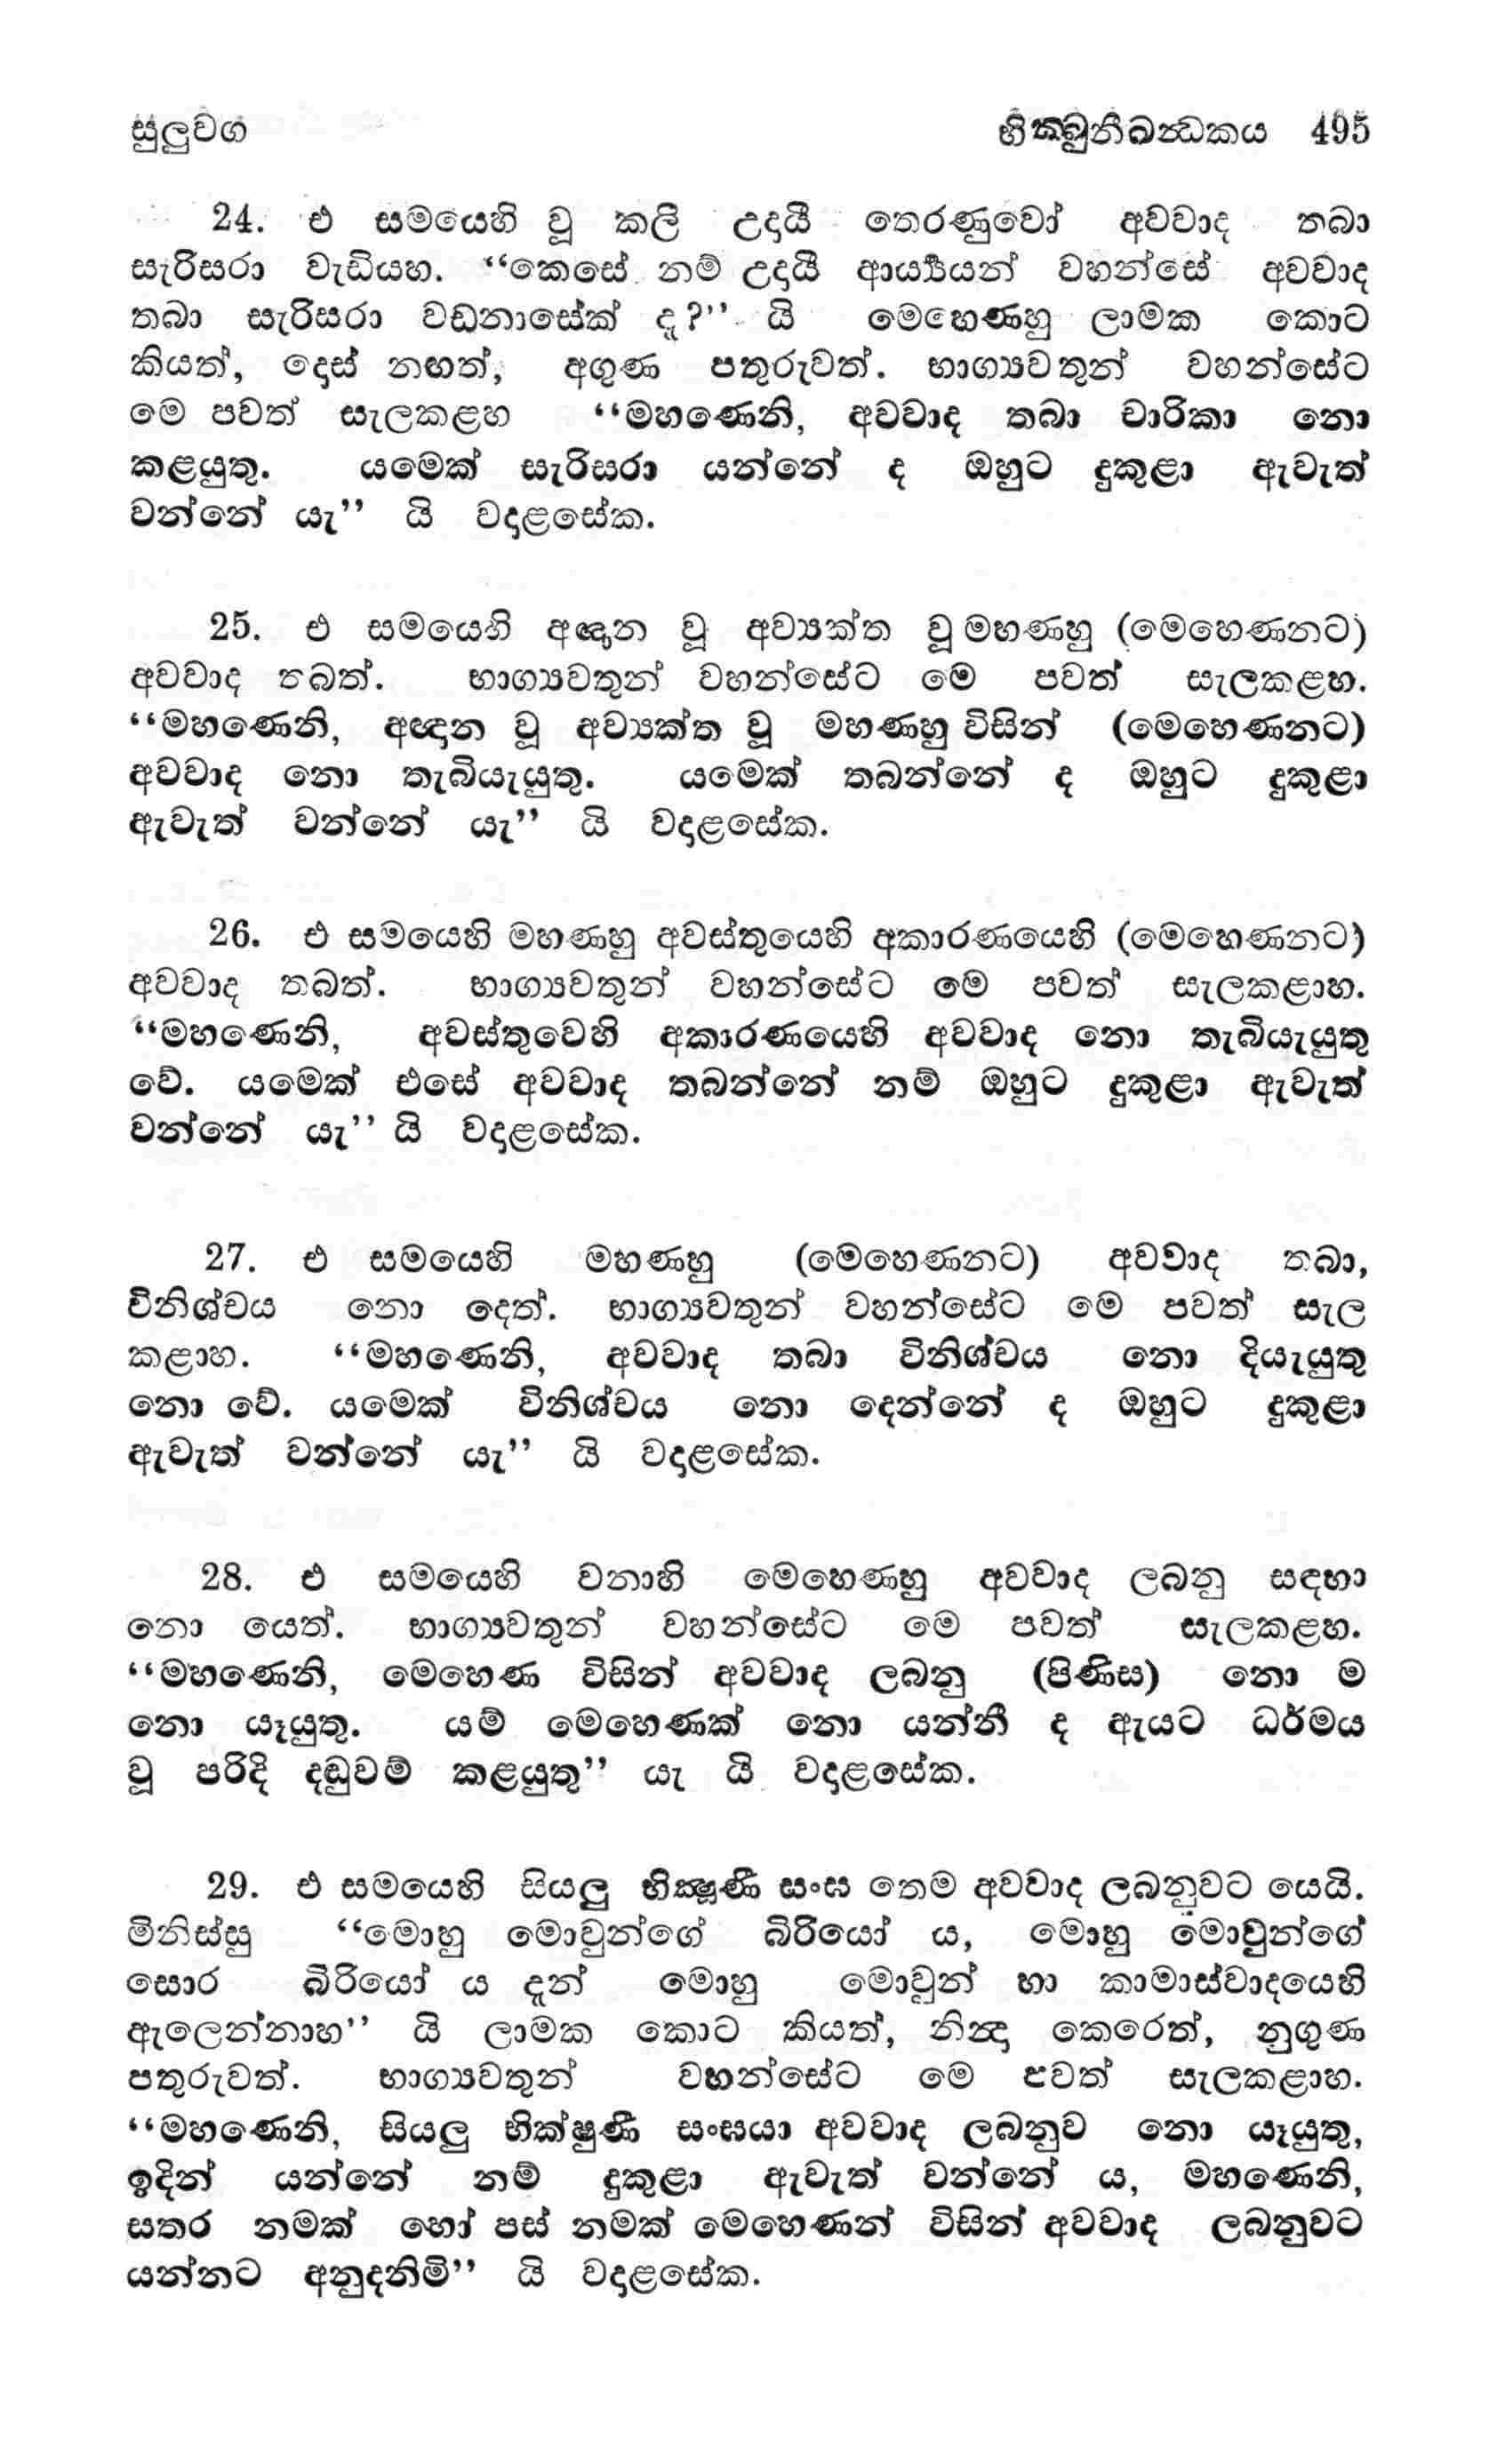 සුලුවග භික්ඛුනීඛන්ධකය 495
24. එ සමයෙහි වූ කලි උදායී තෙරණුවෝ අවවාද තබා
සැරිසරා වැඩියහ. “කෙසේ නම් උදායී ආර්‍ය්‍යයන් වහන්සේ අවවාද
තබා සැරිසරා වඩනාසේක් දැ?” යි මෙහෙණහු ලාමක කොට
කියත්, දොස් නඟත්, අගුණ පතුරුවත්. භාග්‍යවතුන් වහන්සේට
මෙ පවත් සැලකළහ “මහණෙනි, අවවාද තබා චාරිකා නො
කළයුතු. යමෙක් සැරිසරා යන්නේ ද ඔහුට දුකුළා ඇවැත්
වන්නේ යැ” යි වදාළසේක.
25. එ සමයෙහි අඥාන වූ අව්‍යක්ත වූ මහණහු (මෙහෙණනට)
අවවාද තබත්. භාග්‍යවතුන් වහන්සේට මෙ පවත් සැලකළහ.
“මහණෙනි, අඥාන වූ අව්‍යක්ත වූ මහණහු විසින් (මෙහෙණනට)
අවවාද නො තැබියැයුතු. යමෙක් තබන්නේ ද ඔහුට දුකුළා
ඇවැත් වන්නේ යැ” යි වදාළසේක.
26. එ සමයෙහි මහණහු අවස්තුයෙහි අකාරණයෙහි (මෙහෙණනට)
අවවාද තබත්. භාග්‍යවතුන් වහන්සේට මෙ පවත් සැලකළාහ.
“මහණෙනි, අවස්තුවෙහි අකාරණයෙහි අවවාද නො තැබියැයුතු
වේ. යමෙක් එසේ අවවාද තබන්නේ නම් ඔහුට දුකුළා ඇවැත්
වන්නේ යැ” යි වදාළසේක.
27. එ සමයෙහි මහණහු (මෙහෙණනට) අවවාද තබා,
විනිශ්චය නො දෙත්. භාග්‍යවතුන් වහන්සේට මෙ පවත් සැල
කළාහ. “මහණෙනි, අවවාද තබා විනිශ්චය නො දියැයුතු
නො වේ. යමෙක් විනිශ්චය නො දෙන්නේ ද ඔහුට දුකුළා
ඇවැත් වන්නේ යැ” යි වදාළසේක.
28. එ සමයෙහි වනාහි මෙහෙණහු අවවාද ලබනු සඳහා
නො යෙත්. භාග්‍යවතුන් වහන්සේට මෙ පවත් සැලකළහ.
“මහණෙනි, මෙහෙණ විසින් අවවාද ලබනු (පිණිස) නො ම
නො යෑයුතු. යම් මෙහෙණක් නො යන්නී ද ඇයට ධර්මය
වූ පරිදි දඬුවම් කළයුතු” යැ යි වදාළසේක.
29. එ සමයෙහි සියලු භික්‍ෂුණී සංඝ තෙම අවවාද ලබනුවට යෙයි.
මිනිස්සු “මොහු මොවුන්ගේ බිරියෝ ය, මොහු මොවුන්ගේ
සොර බිරියෝ ය දැන් මොහු මොවුන් හා කාමාස්වාදයෙහි
ඇලෙන්නාහ” යි ලාමක කොට කියත්, නින්‍දා කෙරෙත්, නුගුණ
පතුරුවත්. භාග්‍යවතුන් වහන්සේට මෙ පවත් සැලකළාහ.
“මහණෙනි, සියලු භික්ෂුණී සංඝයා අවවාද ලබනුව නො යෑයුතු,
ඉදින් යන්නේ නම් දුකුළා ඇවැත් වන්නේ ය, මහණෙනි,
සතර නමක් හෝ පස් නමක් මෙහෙණන් විසින් අවවාද ලබනුවට
යන්නට අනුදනිමි” යි වදාළසේක.